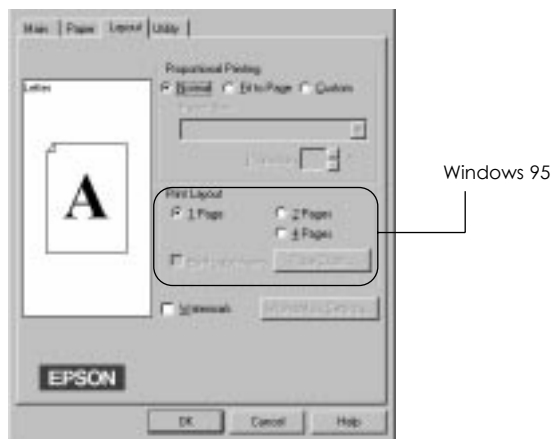 Main Paper Layout Utility
Letter
Proportional Printing
Normal Fit to Page Custom
A
Windows 95
Print Layout
1 Page 2 Pages
4 Pages
Watermark
EPSON
OK Cancel Help